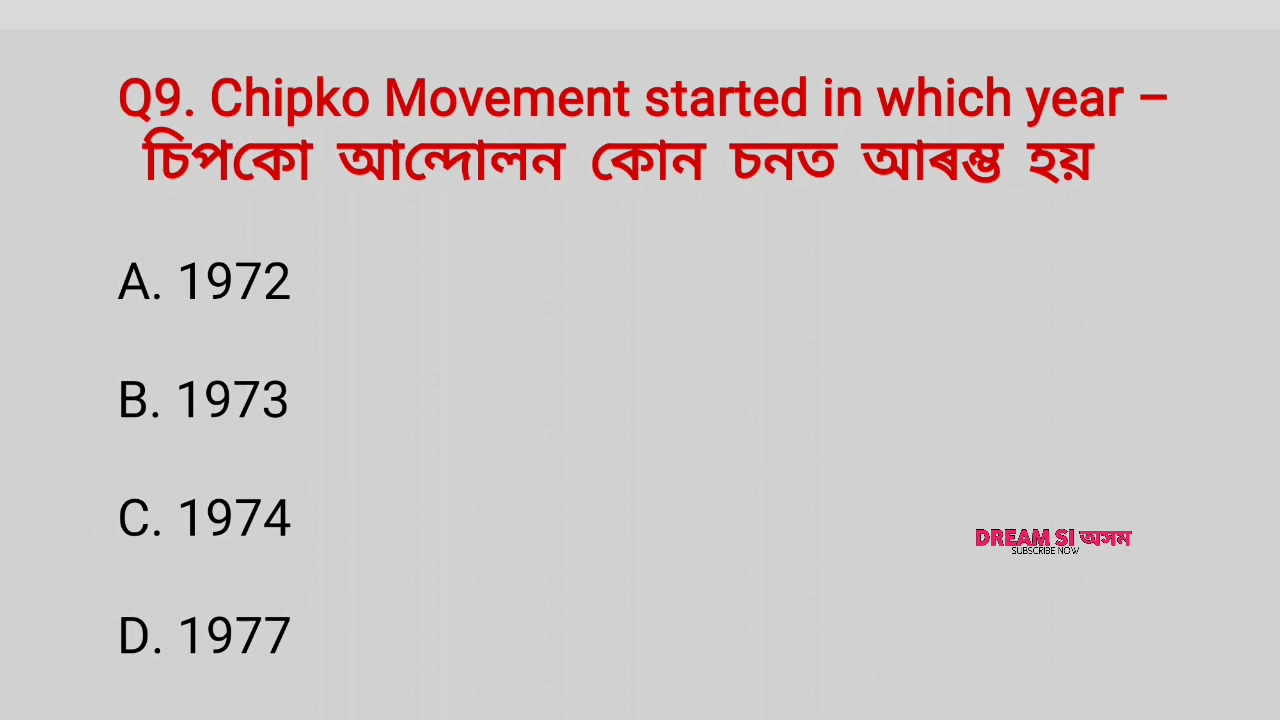 Q9. Chipko Movement started in which year –
চিপকো আন্দোলন কোন চনত আৰম্ভ হয়
A. 1972
B. 1973
C. 1974
DREAM SI অসম
SUBSCRIBE NOW
D. 1977